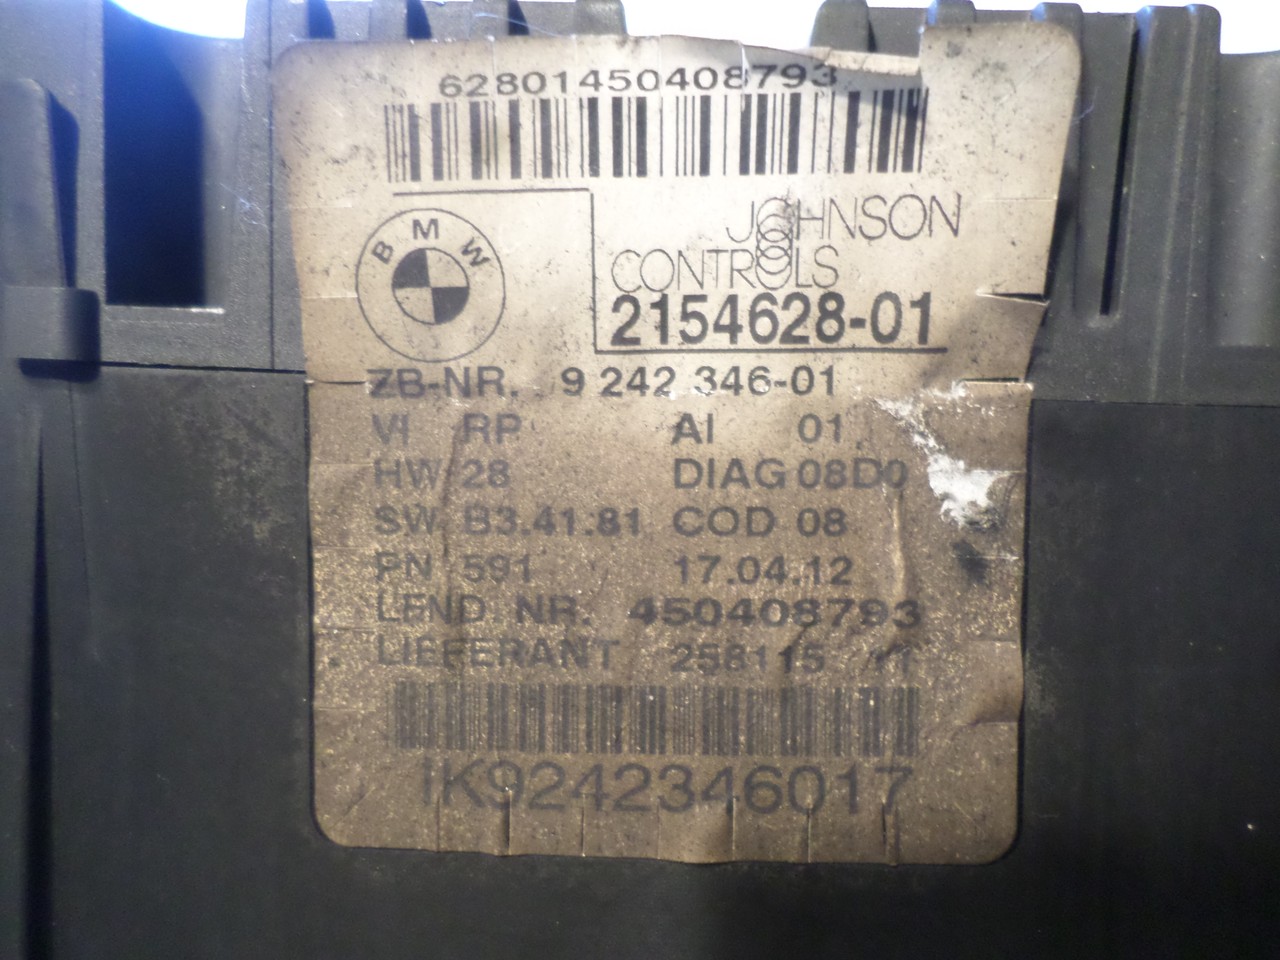 62801450408793
BMW
JOHNSON
CONTROLS
2154628-01
ZB-NR. 9 242 346-01
VI RP AI 01
HW 28 DIAG 08D0
SW B3.41.81 COD 08
PN 591 17.04.12
LFND. NR. 450408793
LIEFERANT 258115 11
1K9242346017